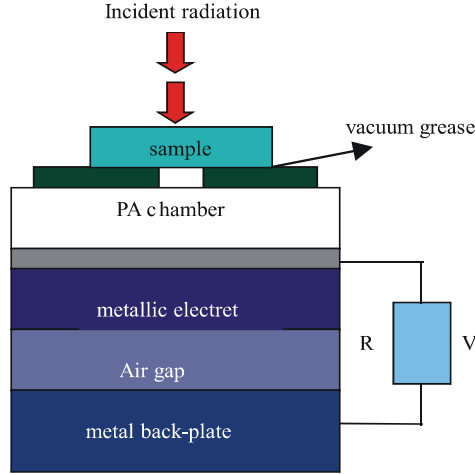 Incident radiation
vacuum grease
sample
PA chamber
metallic electret
R
V
Air gap
metal back-plate